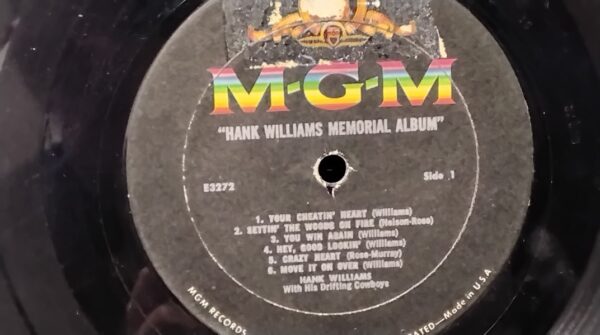 M-G-M
"HANK WILLIAMS MEMORIAL ALBUM"
E3272
Side 1
1. YOUR CHEATIN' HEART (Williams)
2. SETTIN' THE WOODS ON FIRE (Nelson-Rose)
3. YOU WIN AGAIN (Williams)
4. HEY, GOOD LOOKIN' (Williams)
5. CRAZY HEART (Rose-Murray)
6. MOVE IT ON OVER (Williams)
HANK WILLIAMS
With His Drifting Cowboys
MGM RECORDS
RATED—Made in U.S.A